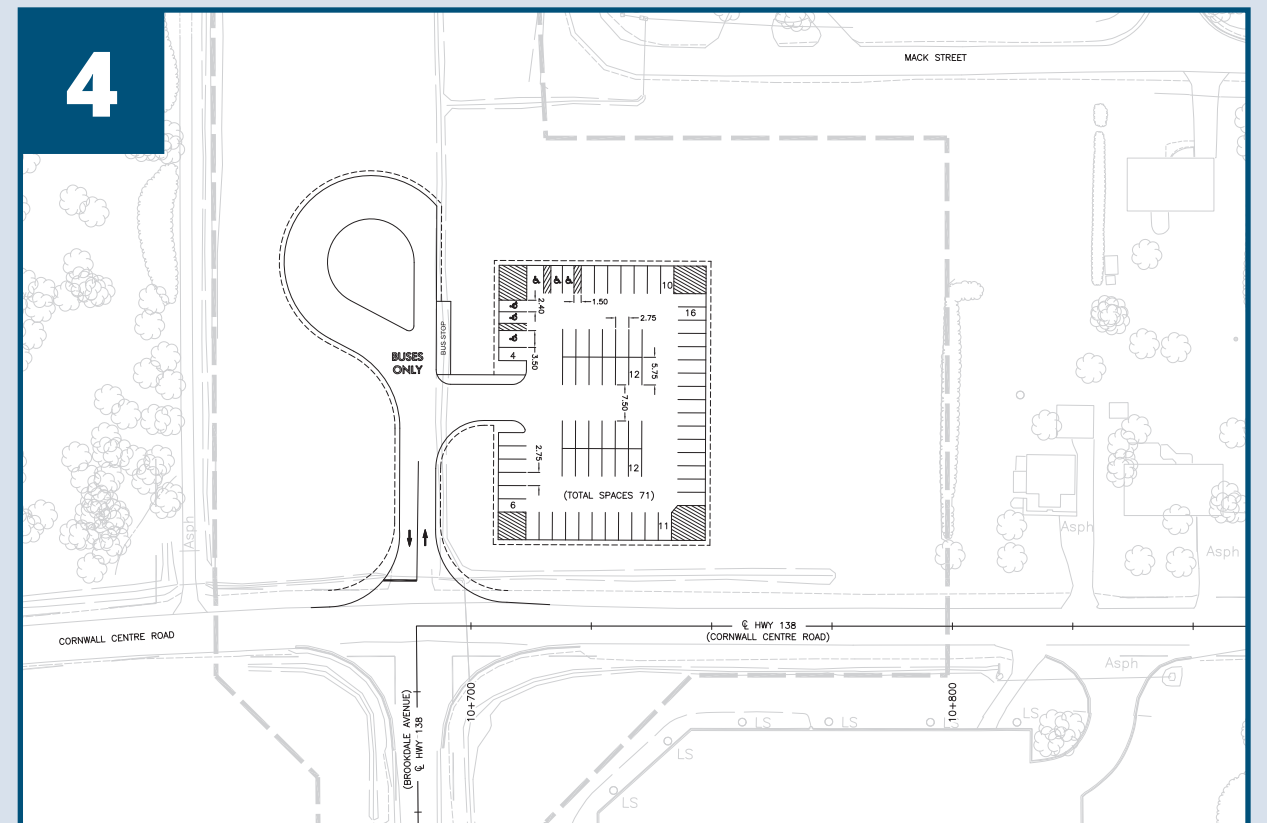 4
MACK STREET
10
1.50
2.40
16
2.75
BUS STOP
BUSES
ONLY
4
3.50
12
5.75
7.50
2.75
12
(TOTAL SPACES 71)
6
11
Asph
Asph
Asph
CORNWALL CENTRE ROAD
℄ HWY 138
(CORNWALL CENTRE ROAD)
Asph
(BROOKDALE AVENUE)
℄ HWY 138
10+700
10+800
LS
LS
LS
LS
LS
LS